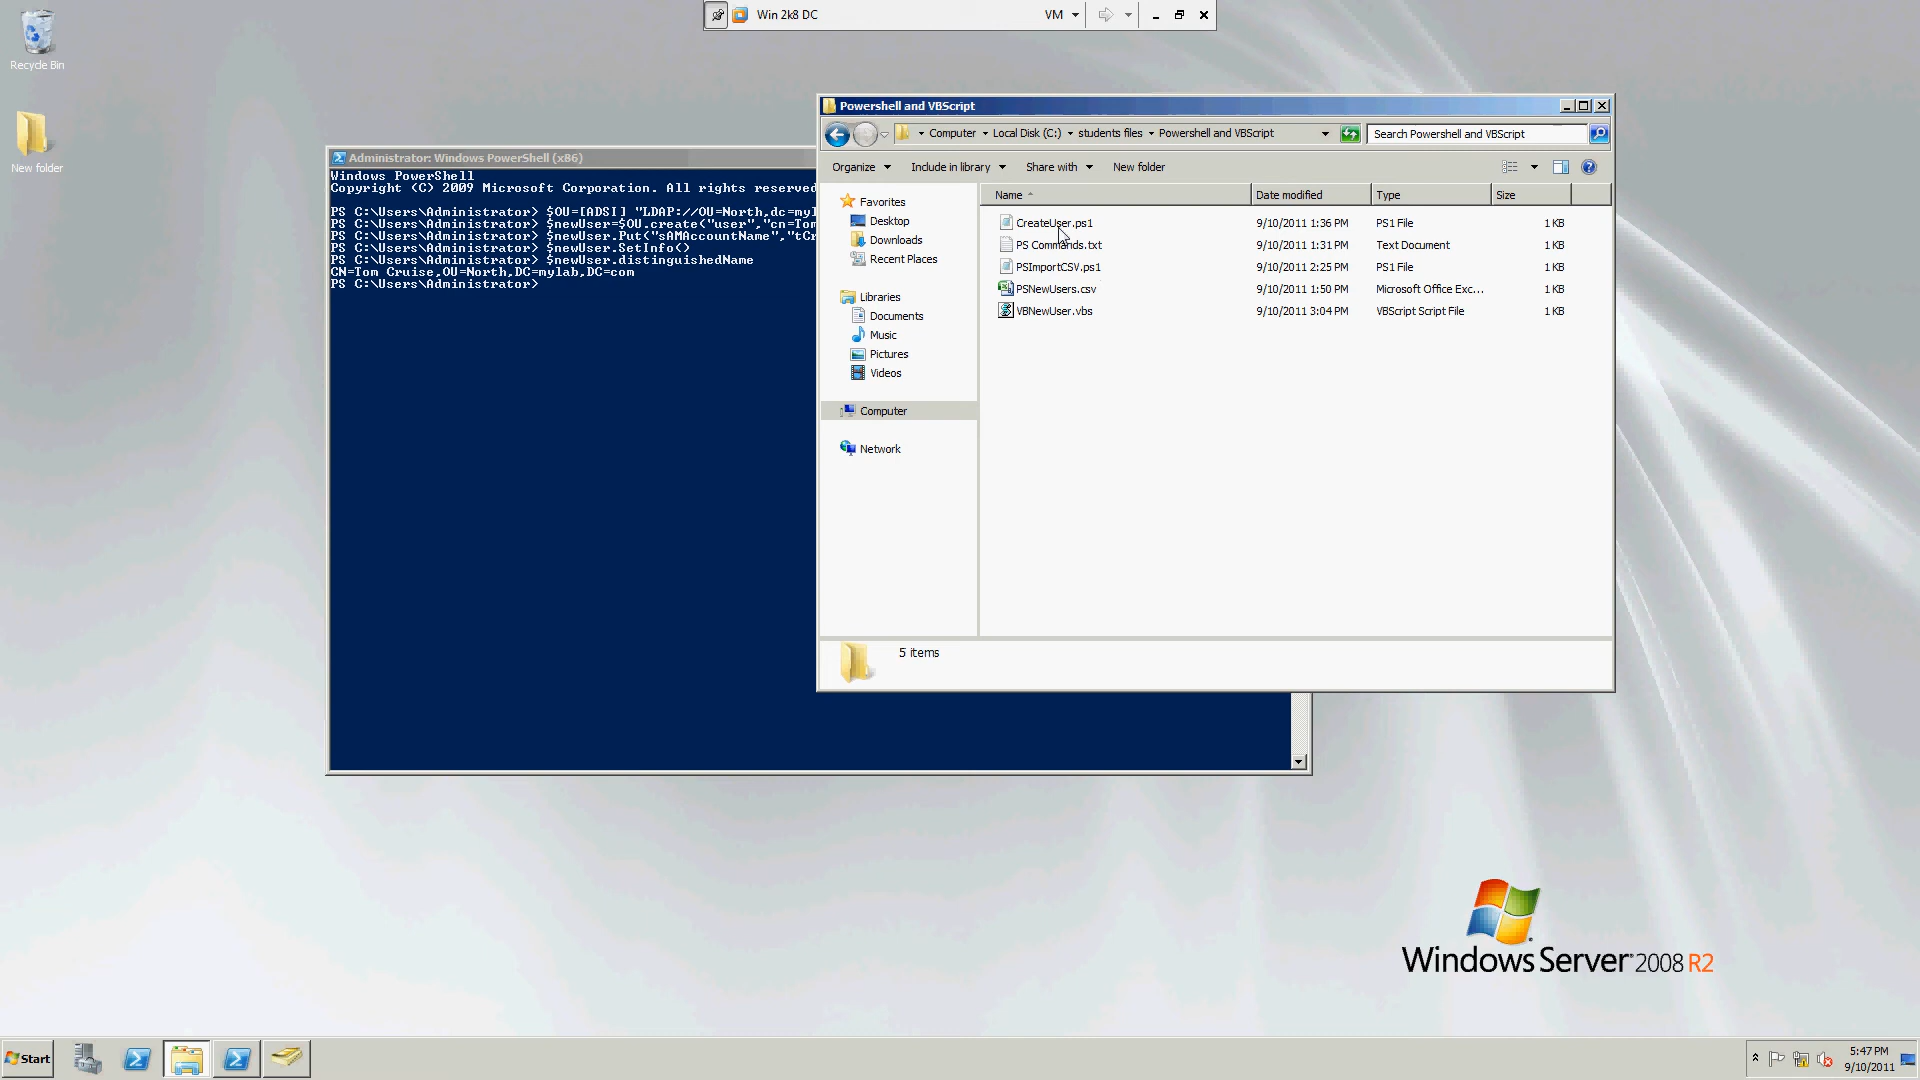 Win 2k8 DC
VM
Recycle Bin
New folder
Administrator: Windows PowerShell (x86)
Windows PowerShell
Copyright (C) 2009 Microsoft Corporation. All rights reserved
PS C:\Users\Administrator> $OU=[ADSI] "LDAP://OU=North,dc=myl
PS C:\Users\Administrator> $newUser=$OU.create("user","cn=Tom
PS C:\Users\Administrator> $newUser.Put("sAMAccountName","tCr
PS C:\Users\Administrator> $newUser.SetInfo()
PS C:\Users\Administrator> $newUser.distinguishedName
CN=Tom Cruise,OU=North,DC=mylab,DC=com
PS C:\Users\Administrator>
Powershell and VBScript
Computer Local Disk (C:) students files Powershell and VBScript
Search Powershell and VBScript
Organize Include in library Share with New folder
Favorites
Desktop
Downloads
Recent Places
Libraries
Documents
Music
Pictures
Videos
Computer
Network
Name Date modified Type Size
CreateUser.ps1 9/10/2011 1:36 PM PS1 File 1 KB
PS Commands.txt 9/10/2011 1:31 PM Text Document 1 KB
PSImportCSV.ps1 9/10/2011 2:25 PM PS1 File 1 KB
PSNewUsers.csv 9/10/2011 1:50 PM Microsoft Office Exc... 1 KB
VBNewUser.vbs 9/10/2011 3:04 PM VBScript Script File 1 KB
5 items
Windows Server 2008 R2
Start
5:47 PM
9/10/2011